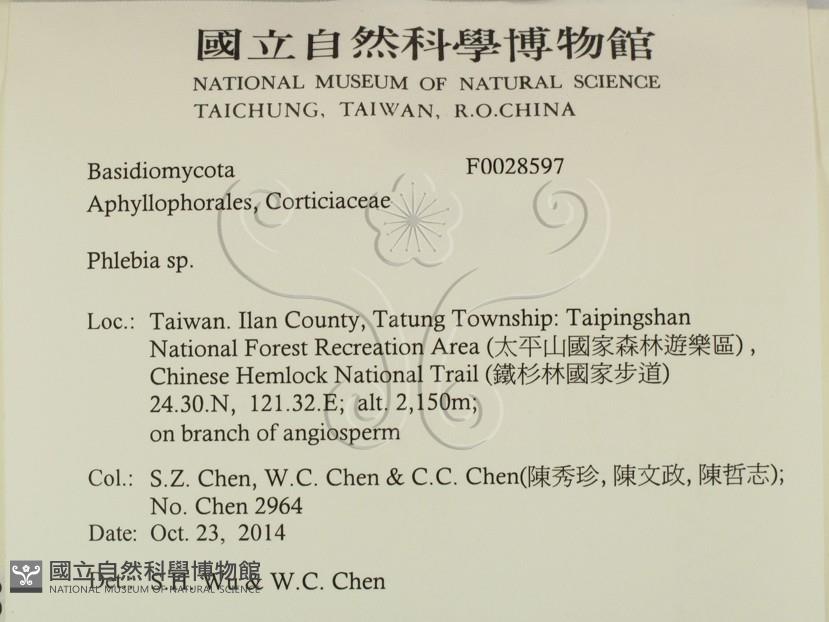 國立自然科學博物館
NATIONAL MUSEUM OF NATURAL SCIENCE
TAICHUNG, TAIWAN, R.O.CHINA
Basidiomycota F0028597
Aphyllophorales, Corticiaceae
Phlebia sp.
Loc.: Taiwan. Ilan County, Tatung Township: Taipingshan
National Forest Recreation Area (太平山國家森林遊樂區) ,
Chinese Hemlock National Trail (鐵杉林國家步道)
24.30.N, 121.32.E; alt. 2,150m;
on branch of angiosperm
Col.: S.Z. Chen, W.C. Chen & C.C. Chen(陳秀珍, 陳文政, 陳哲志);
No. Chen 2964
Date: Oct. 23, 2014
Det.: S.H. Wu & W.C. Chen
國立自然科學博物館
NATIONAL MUSEUM OF NATURAL SCIENCE